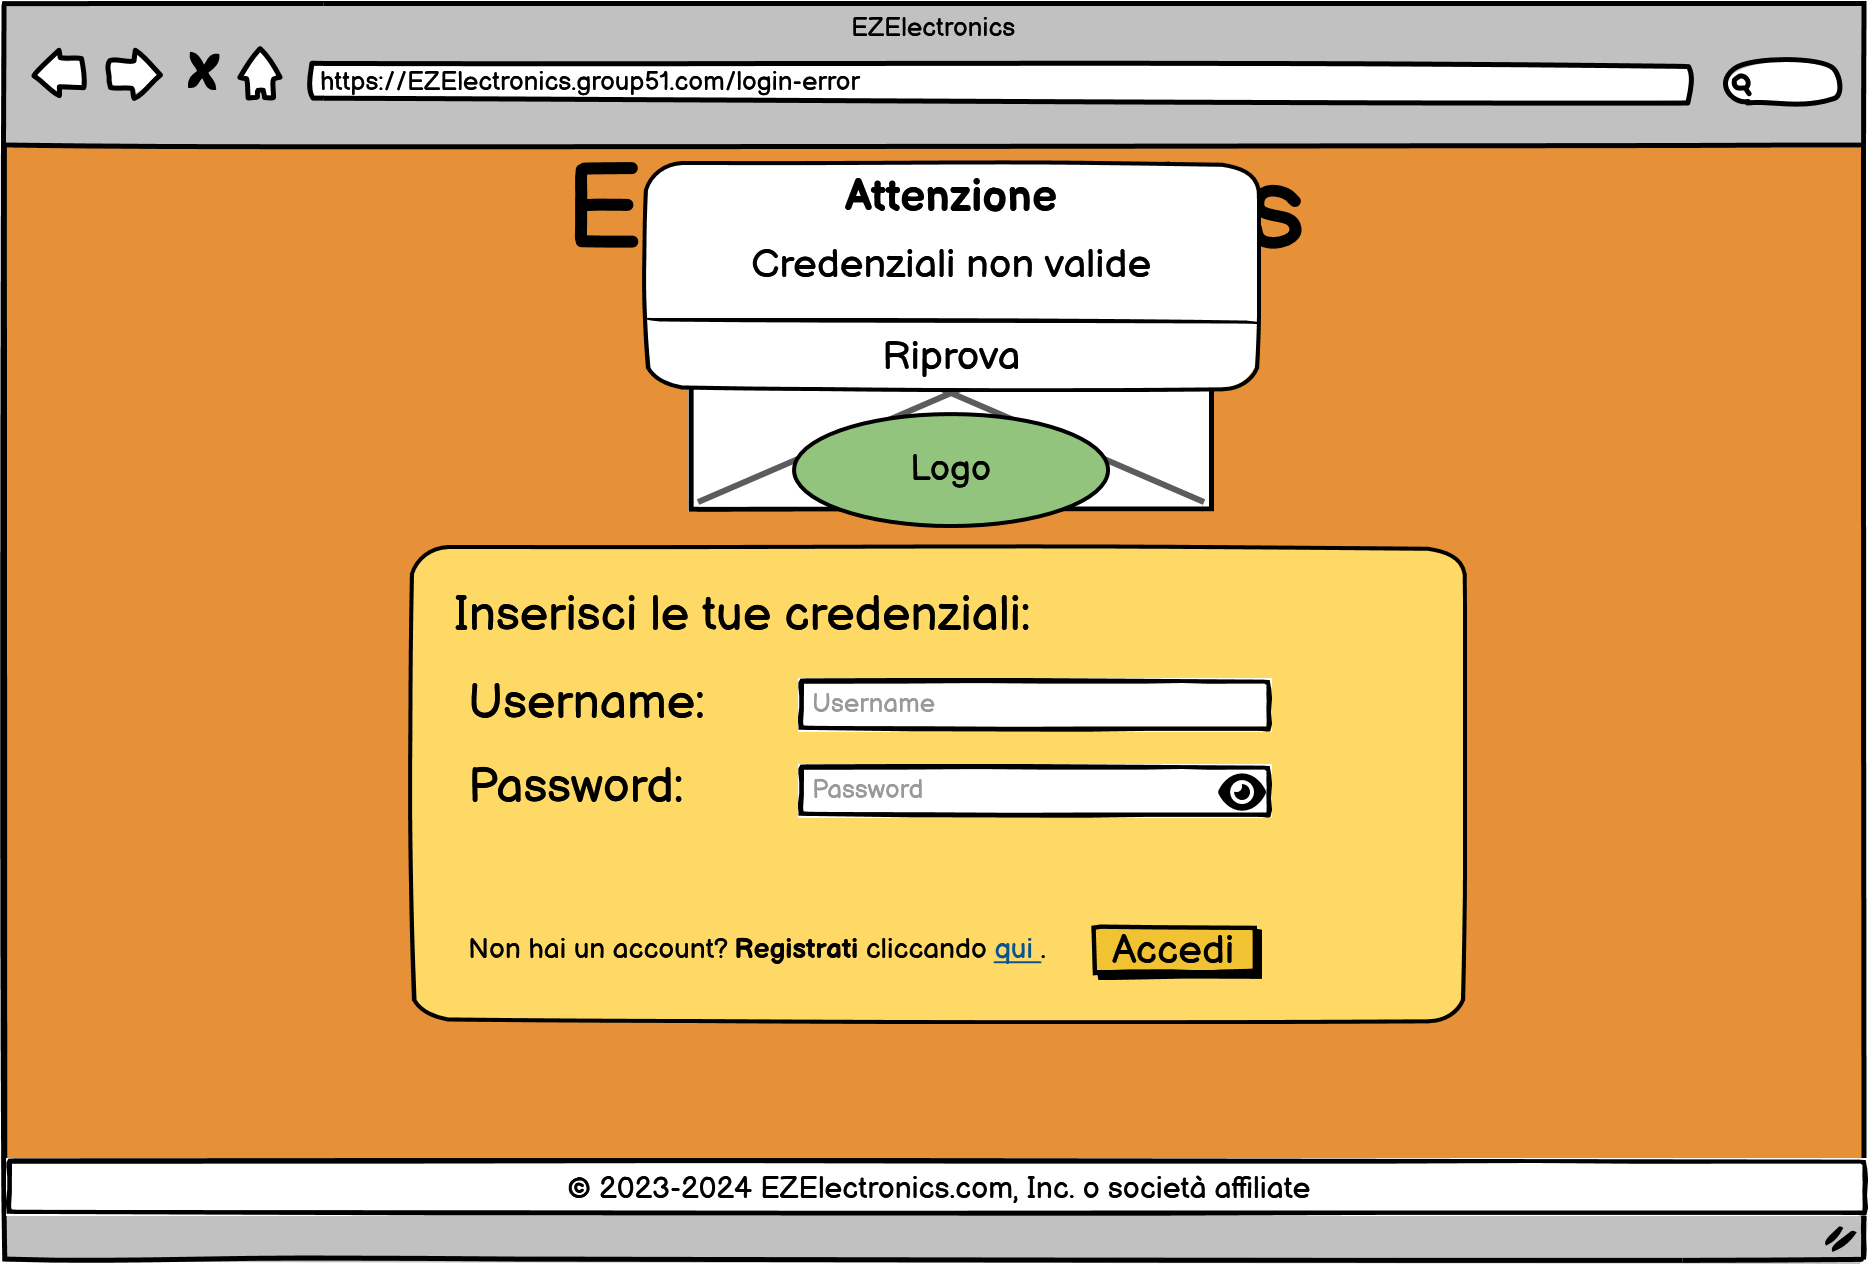 EZElectronics
https://EZElectronics.group51.com/login-error
Attenzione
Credenziali non valide
Riprova
Logo
Inserisci le tue credenziali:
Username:
Username
Password:
Password
Non hai un account? Registrati cliccando qui .
Accedi
© 2023-2024 EZElectronics.com, Inc. o società affiliate